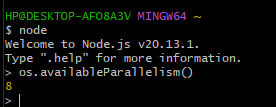 HP@DESKTOP-AFO8A3V MINGW64 ~
$ node
Welcome to Node.js v20.13.1.
Type ".help" for more information.
> os.availableParallelism()
8
>